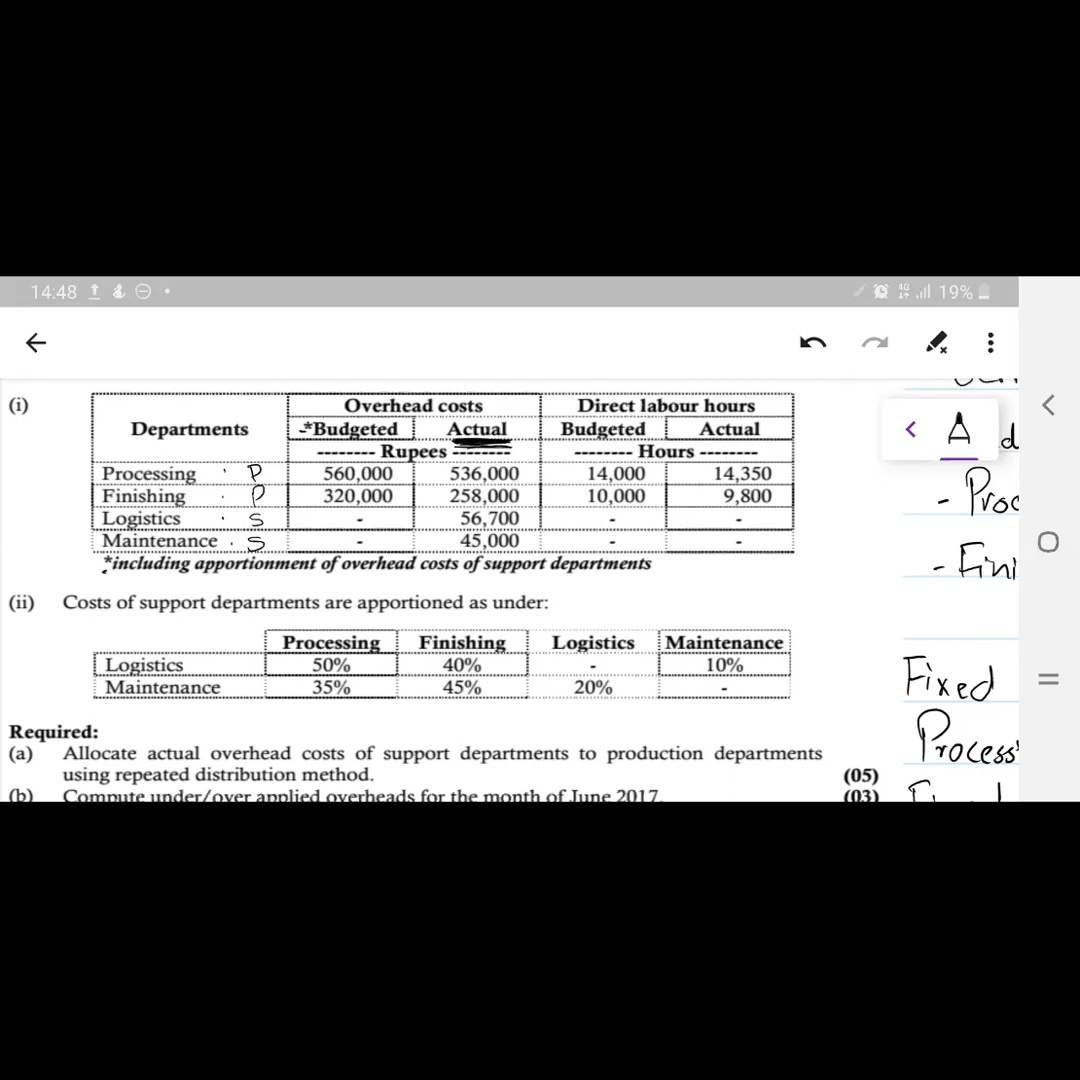 14:48 4G 19%
(i)
Departments Overhead costs Direct labour hours
*Budgeted Actual Budgeted Actual
-------- Rupees -------- -------- Hours --------
Processing P 560,000 536,000 14,000 14,350
Finishing P 320,000 258,000 10,000 9,800
Logistics S - 56,700 - -
Maintenance S - 45,000 - -
*including apportionment of overhead costs of support departments
(ii) Costs of support departments are apportioned as under:
Processing Finishing Logistics Maintenance
Logistics 50% 40% - 10%
Maintenance 35% 45% 20% -
Required:
(a) Allocate actual overhead costs of support departments to production departments
using repeated distribution method. (05)
(b) Compute under/over applied overheads for the month of June 2017. (03)
d
- Proc
- Fini
Fixed
Process